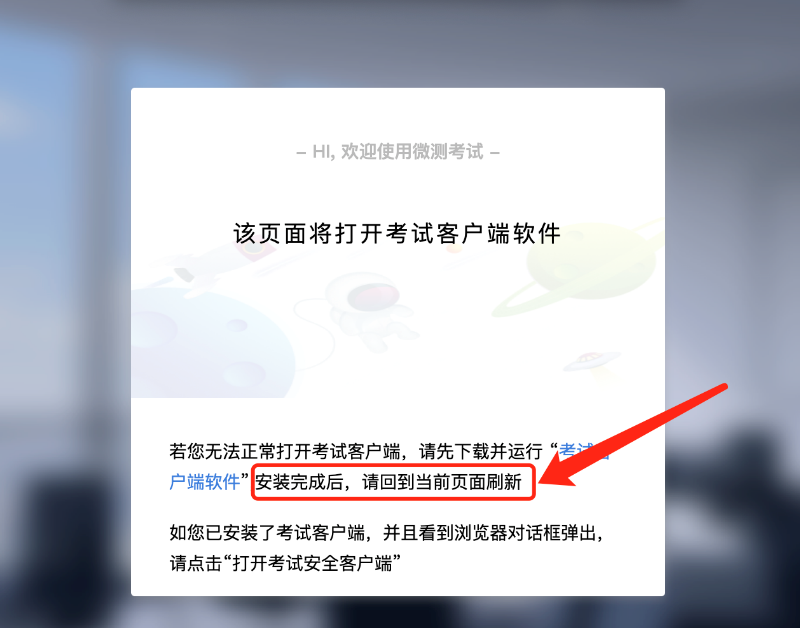 – HI, 欢迎使用微测考试 –
该页面将打开考试客户端软件
若您无法正常打开考试客户端，请先下载并运行 “考试客
户端软件” 安装完成后，请回到当前页面刷新
如您已安装了考试客户端，并且看到浏览器对话框弹出，
请点击“打开考试安全客户端”